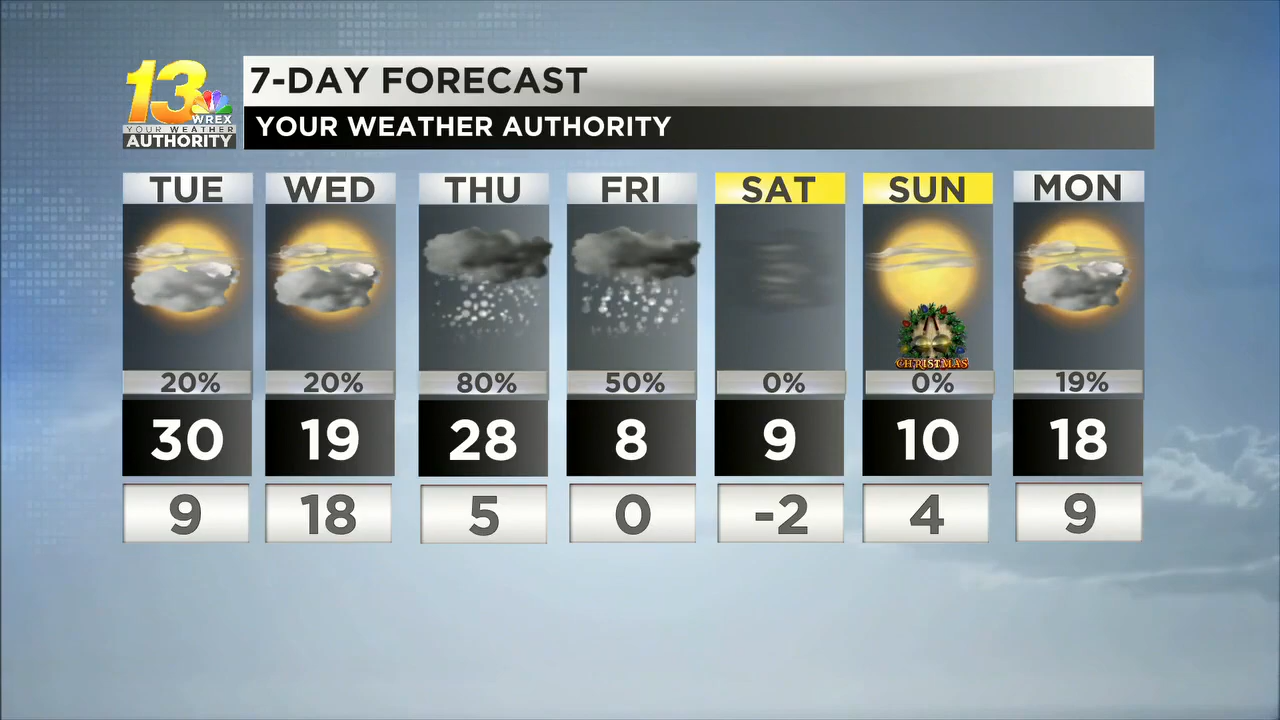 13
WREX
YOUR WEATHER
AUTHORITY
7-DAY FORECAST
YOUR WEATHER AUTHORITY
TUE WED THU FRI SAT SUN MON
CHRISTMAS
20% 20% 80% 50% 0% 0% 19%
30 19 28 8 9 10 18
9 18 5 0 -2 4 9